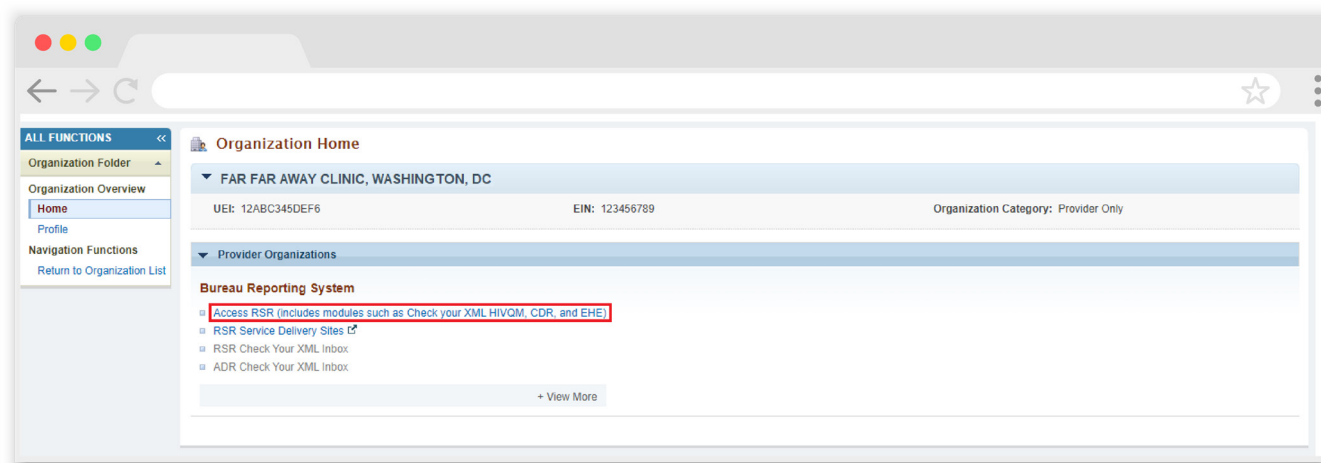 ALL FUNCTIONS «
Organization Folder
Organization Overview
Home
Profile
Navigation Functions
Return to Organization List
Organization Home
FAR FAR AWAY CLINIC, WASHINGTON, DC
UEI: 12ABC345DEF6 EIN: 123456789 Organization Category: Provider Only
Provider Organizations
Bureau Reporting System
Access RSR (includes modules such as Check your XML HIVQM, CDR, and EHE)
RSR Service Delivery Sites
RSR Check Your XML Inbox
ADR Check Your XML Inbox
+ View More